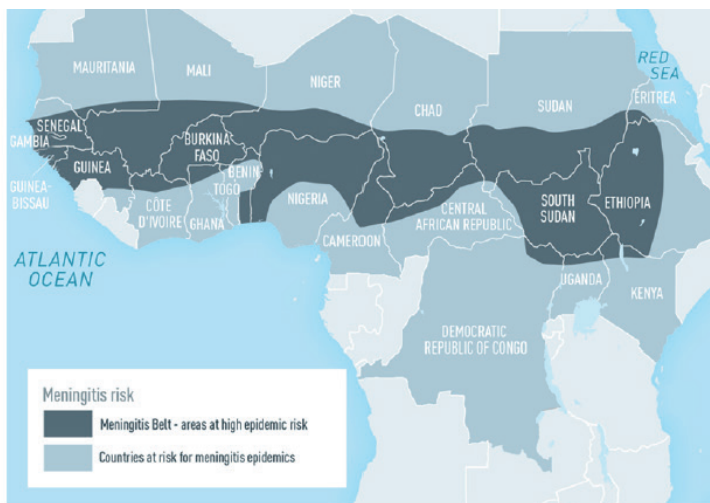 MAURITANIA
MALI
NIGER
CHAD
SUDAN
RED
SEA
ERITREA
SENEGAL
GAMBIA
GUINEA-
BISSAU
GUINEA
BURKINA
FASO
BENIN
TOGO
CÔTE
D'IVOIRE
GHANA
NIGERIA
CAMEROON
CENTRAL
AFRICAN REPUBLIC
SOUTH
SUDAN
ETHIOPIA
UGANDA
KENYA
DEMOCRATIC
REPUBLIC OF CONGO
ATLANTIC
OCEAN
Meningitis risk
Meningitis Belt - areas at high epidemic risk
Countries at risk for meningitis epidemics